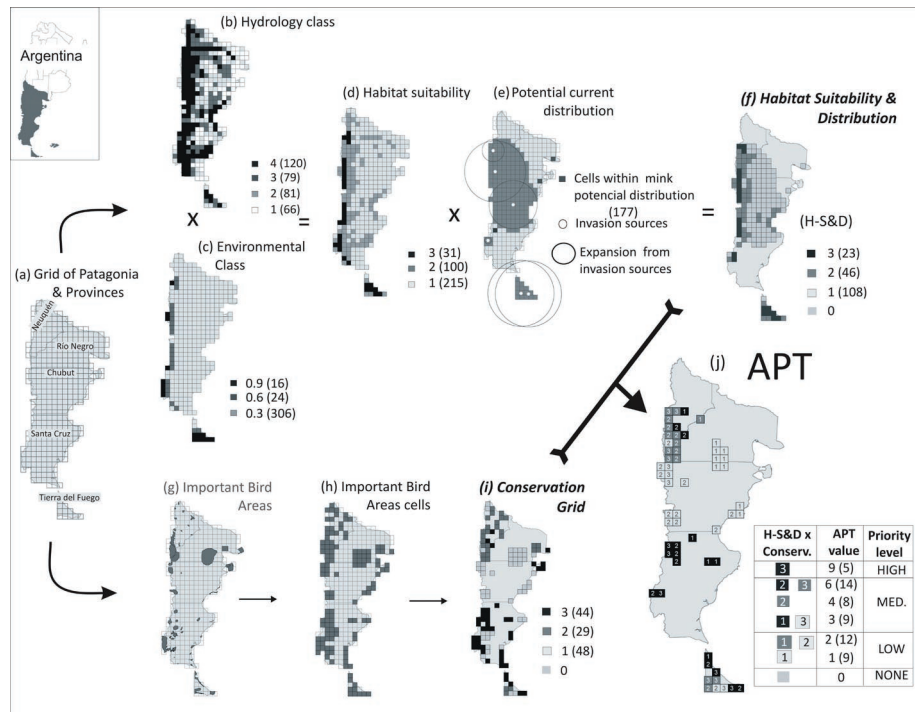 Argentina
(b) Hydrology class
4 (120)
3 (79)
2 (81)
1 (66)
X
=
(c) Environmental
Class
0.9 (16)
0.6 (24)
0.3 (306)
(a) Grid of Patagonia
& Provinces
Neuquén
Río Negro
Chubut
Santa Cruz
Tierra del Fuego
(d) Habitat suitability
3 (31)
2 (100)
1 (215)
X
(e) Potential current
distribution
Cells within mink
potencial distribution
(177)
Invasion sources
Expansion from
invasion sources
=
(f) Habitat Suitability &
Distribution
(H-S&D)
3 (23)
2 (46)
1 (108)
0
(g) Important Bird
Areas
(h) Important Bird
Areas cells
(i) Conservation
Grid
3 (44)
2 (29)
1 (48)
0
(j) APT
H-S&D x
Conserv.
APT
value
Priority
level
3 9 (5) HIGH
2 3 6 (14)
2 4 (8) MED.
1 3 3 (9)
1 2 2 (12)
1 1 (9) LOW
0 NONE